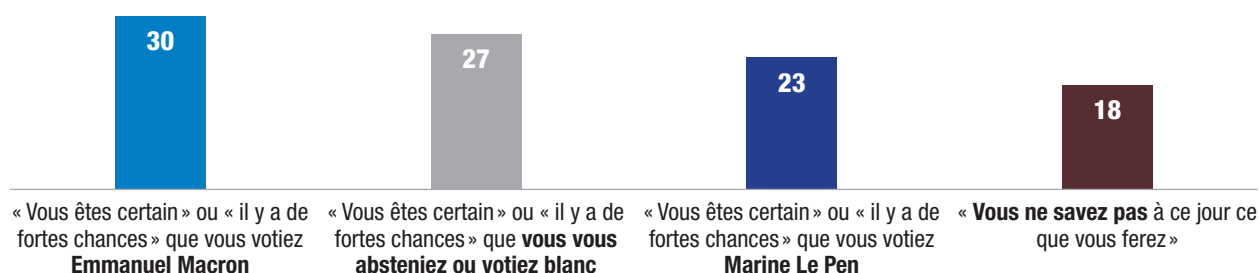 30
27
23
18
« Vous êtes certain » ou « il y a de
fortes chances » que vous votiez
Emmanuel Macron
« Vous êtes certain » ou « il y a de
fortes chances » que vous vous
absteniez ou votiez blanc
« Vous êtes certain » ou « il y a de
fortes chances » que vous votiez
Marine Le Pen
« Vous ne savez pas à ce jour ce
que vous ferez »